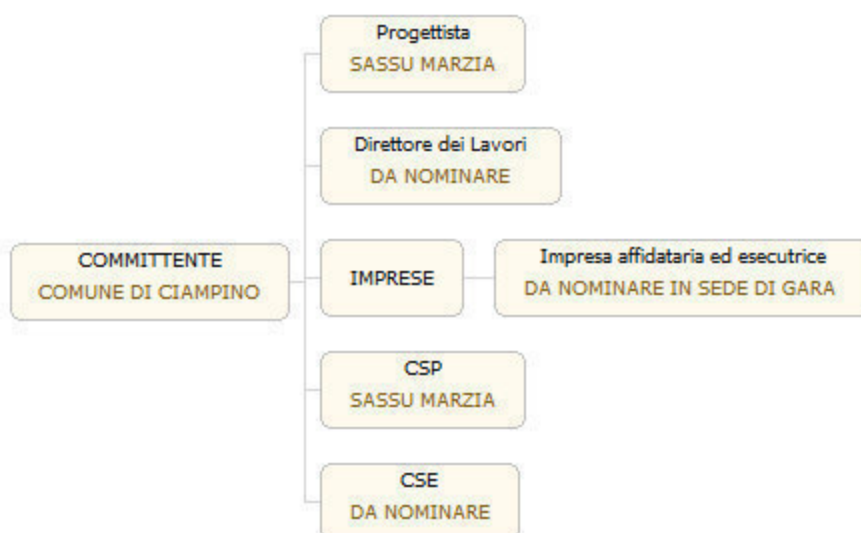 Progettista
SASSU MARZIA
Direttore dei Lavori
DA NOMINARE
COMMITTENTE
COMUNE DI CIAMPINO
IMPRESE
Impresa affidataria ed esecutrice
DA NOMINARE IN SEDE DI GARA
CSP
SASSU MARZIA
CSE
DA NOMINARE